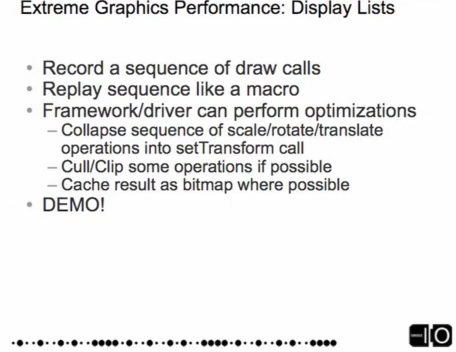 Extreme Graphics Performance: Display Lists
• Record a sequence of draw calls
• Replay sequence like a macro
• Framework/driver can perform optimizations
– Collapse sequence of scale/rotate/translate
operations into setTransform call
– Cull/Clip some operations if possible
– Cache result as bitmap where possible
• DEMO!
IO